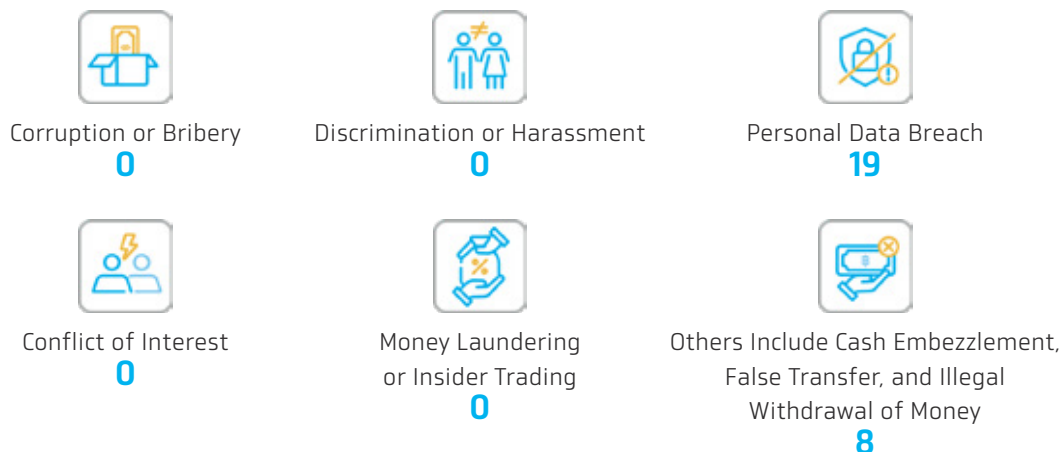 Corruption or Bribery
0
Discrimination or Harassment
0
Personal Data Breach
19
Conflict of Interest
0
Money Laundering
or Insider Trading
0
Others Include Cash Embezzlement,
False Transfer, and Illegal
Withdrawal of Money
8